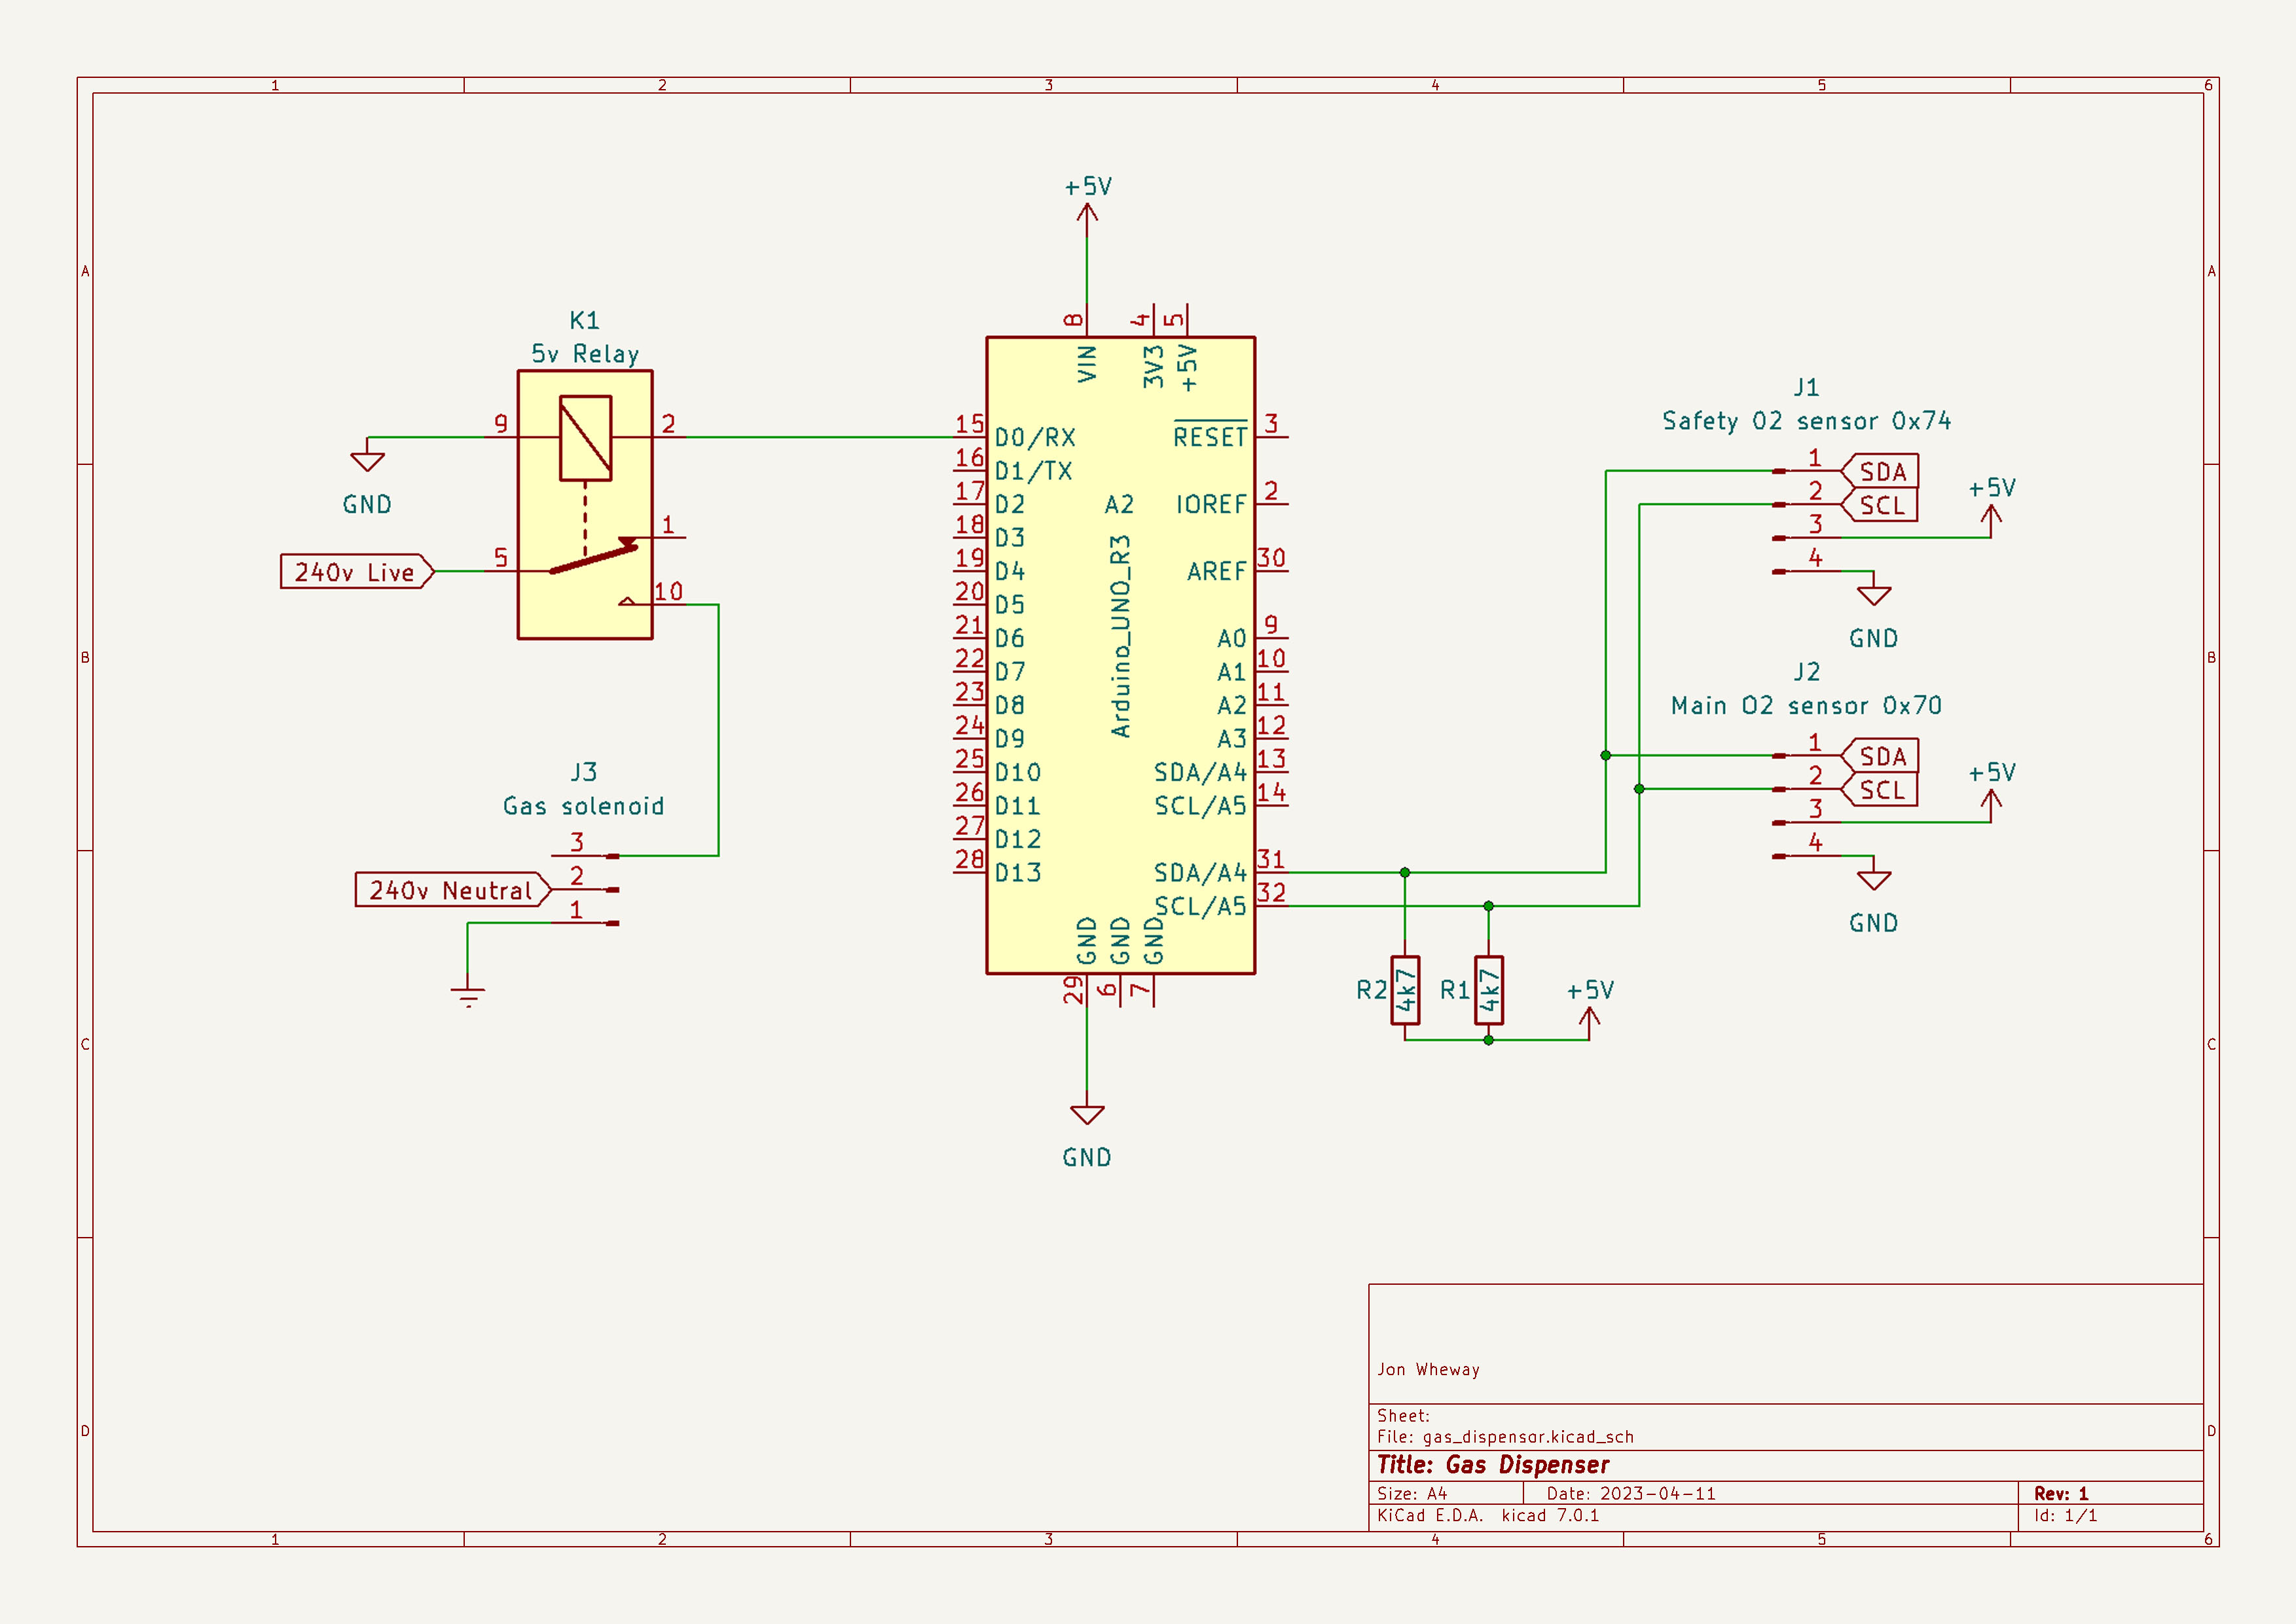 1 2 3 4 5 6
A A
B B
C C
D D
1 2 3 4 5 6
K1
5v Relay
9
2
1
5
10
GND
240v Live
J3
Gas solenoid
3
2
1
240v Neutral
+5V
8
4
5
VIN
3V3
+5V
15 D0/RX
16 D1/TX
17 D2
18 D3
19 D4
20 D5
21 D6
22 D7
23 D8
24 D9
25 D10
26 D11
27 D12
28 D13
A2
Arduino_UNO_R3
RESET 3
IOREF 2
AREF 30
A0 9
A1 10
A2 11
A3 12
SDA/A4 13
SCL/A5 14
SDA/A4 31
SCL/A5 32
GND
GND
GND
29
6
7
GND
R2
4k7
R1
4k7
+5V
J1
Safety O2 sensor 0x74
1 SDA
2 SCL
3
4
+5V
GND
J2
Main O2 sensor 0x70
1 SDA
2 SCL
3
4
+5V
GND
Jon Wheway
Sheet:
File: gas_dispensor.kicad_sch
Title: Gas Dispenser
Size: A4 Date: 2023-04-11 Rev: 1
KiCad E.D.A. kicad 7.0.1 Id: 1/1